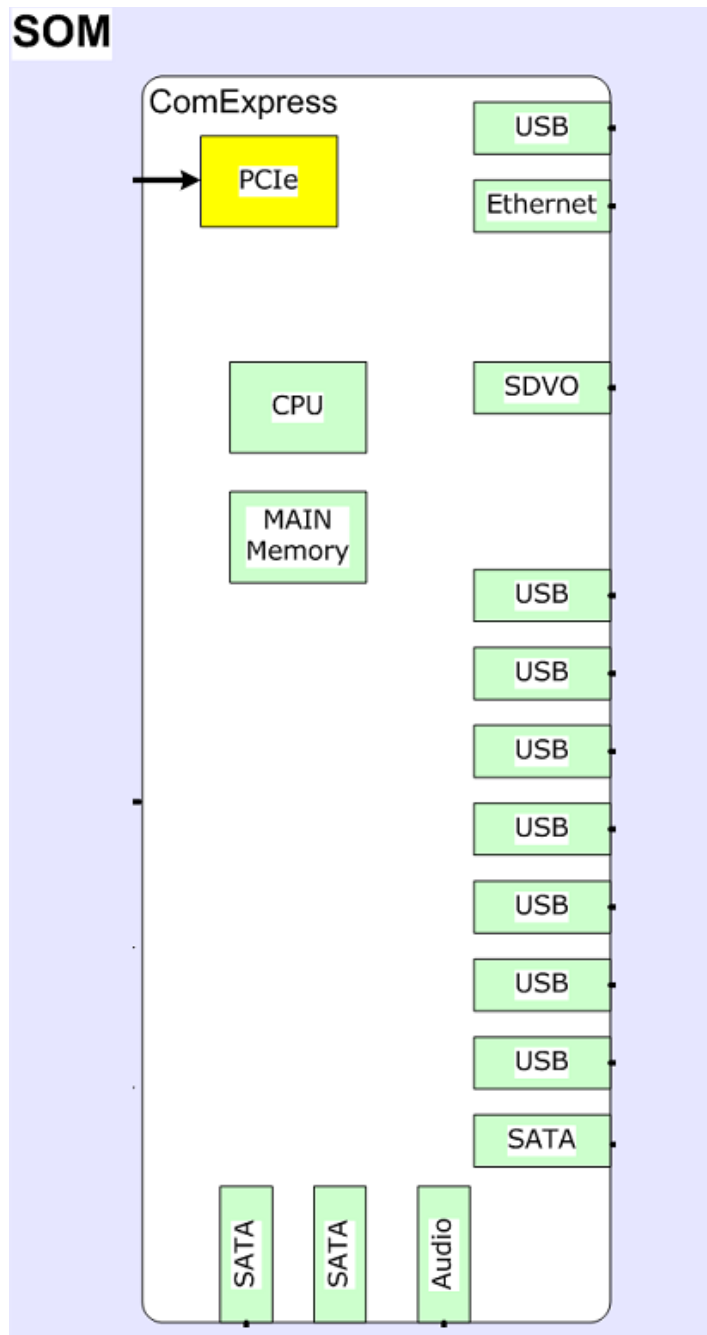 SOM
ComExpress
USB
PCIe
Ethernet
SDVO
CPU
MAIN
Memory
USB
USB
USB
USB
USB
USB
USB
SATA
SATA
SATA
Audio